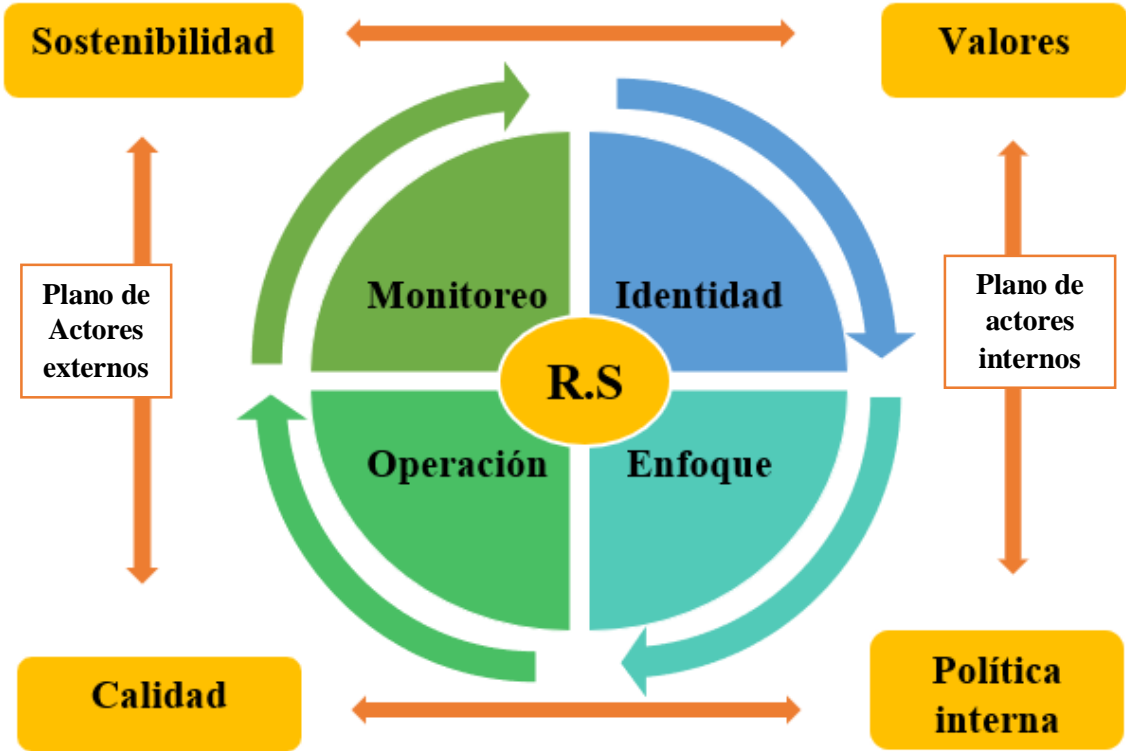 Sostenibilidad
Valores
Plano de
Actores
externos
Monitoreo
Identidad
Plano de
actores
internos
R.S
Operación
Enfoque
Calidad
Política
interna